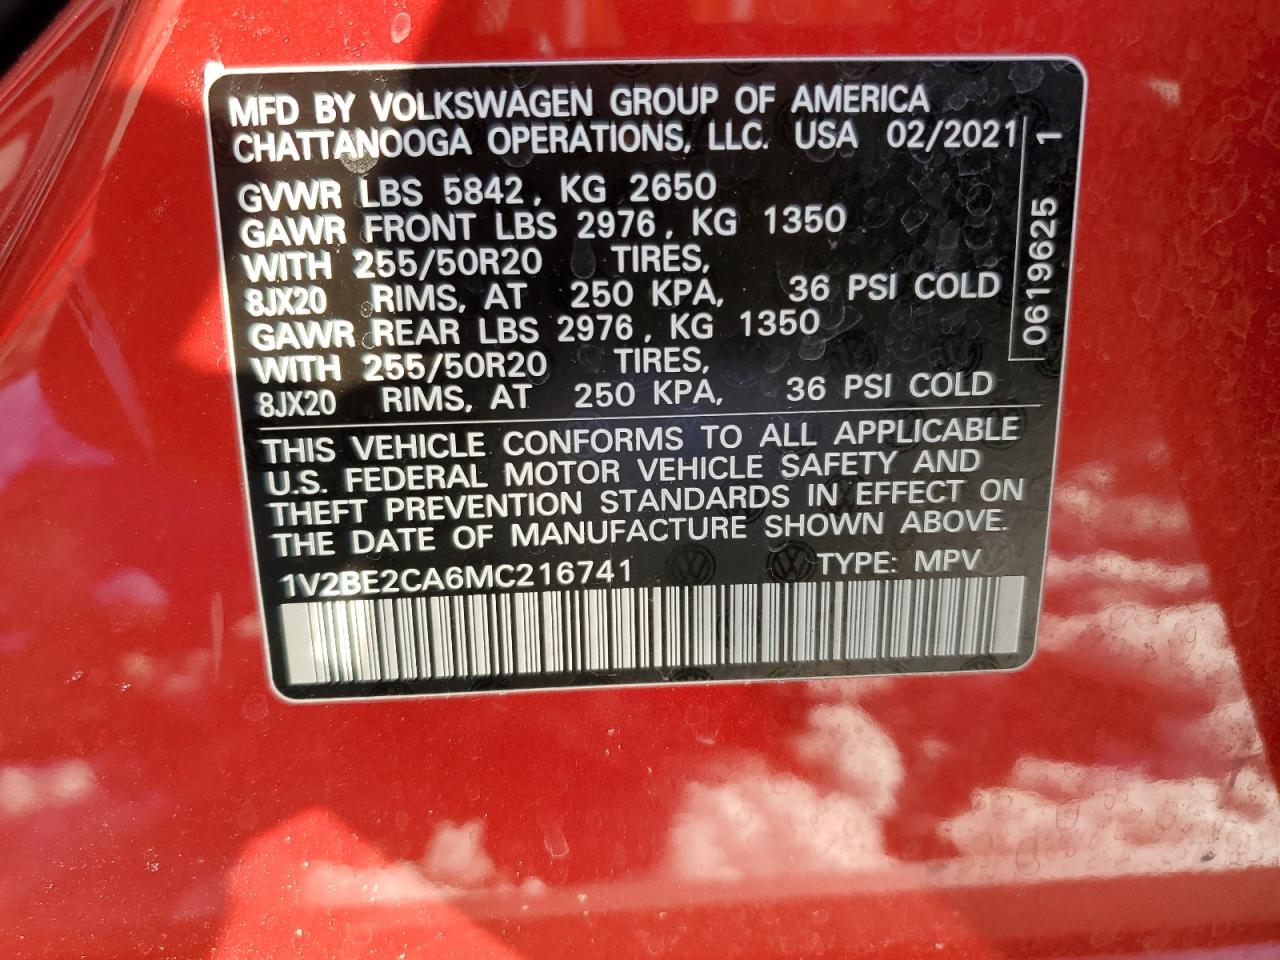 MFD BY VOLKSWAGEN GROUP OF AMERICA
CHATTANOOGA OPERATIONS, LLC. USA 02/2021
GVWR LBS 5842, KG 2650
GAWR FRONT LBS 2976, KG 1350
WITH 255/50R20 TIRES,
8JX20 RIMS, AT 250 KPA, 36 PSI COLD
GAWR REAR LBS 2976, KG 1350
WITH 255/50R20 TIRES,
8JX20 RIMS, AT 250 KPA, 36 PSI COLD
THIS VEHICLE CONFORMS TO ALL APPLICABLE
U.S. FEDERAL MOTOR VEHICLE SAFETY AND
THEFT PREVENTION STANDARDS IN EFFECT ON
THE DATE OF MANUFACTURE SHOWN ABOVE.
1V2BE2CA6MC216741 TYPE: MPV
0619625 1